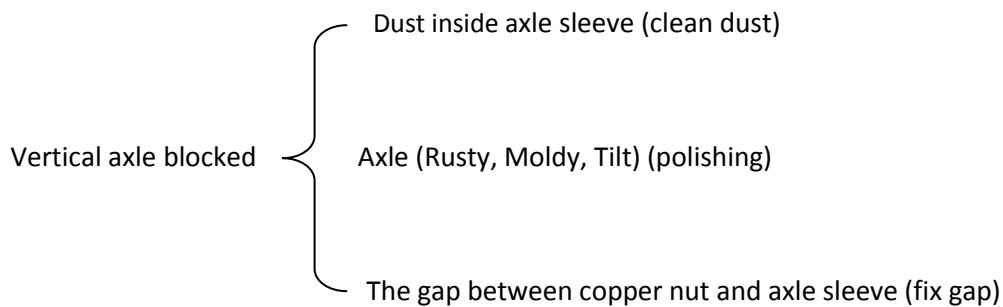 Dust inside axle sleeve (clean dust)
Vertical axle blocked
Axle (Rusty, Moldy, Tilt) (polishing)
The gap between copper nut and axle sleeve (fix gap)